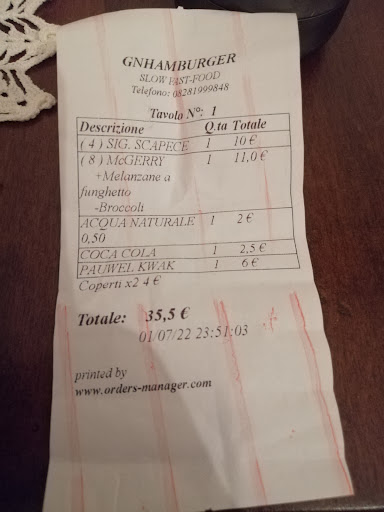 GNHAMBURGER
SLOW FAST-FOOD
Telefono: 08281999848
Tavolo N°: 1
Descrizione Q.ta Totale
( 4 ) SIG. SCAPECE 1 10 €
( 8 ) McGERRY 1 11,0 €
+Melanzane a
funghetto
-Broccoli
ACQUA NATURALE 1 2 €
0,50
COCA COLA 1 2,5 €
PAUWEL KWAK 1 6 €
Coperti x2 4 €
Totale: 35,5 €
01/07/22 23:51:03
printed by
www.orders-manager.com